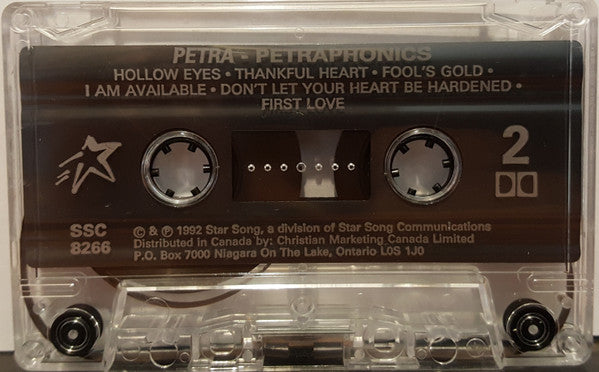 PETRA - PETRAPHONICS
HOLLOW EYES • THANKFUL HEART • FOOL'S GOLD •
I AM AVAILABLE • DON'T LET YOUR HEART BE HARDENED •
FIRST LOVE
2
SSC
8266
© & ℗ 1992 Star Song, a division of Star Song Communications
Distributed in Canada by: Christian Marketing Canada Limited
P.O. Box 7000 Niagara On The Lake, Ontario L0S 1J0